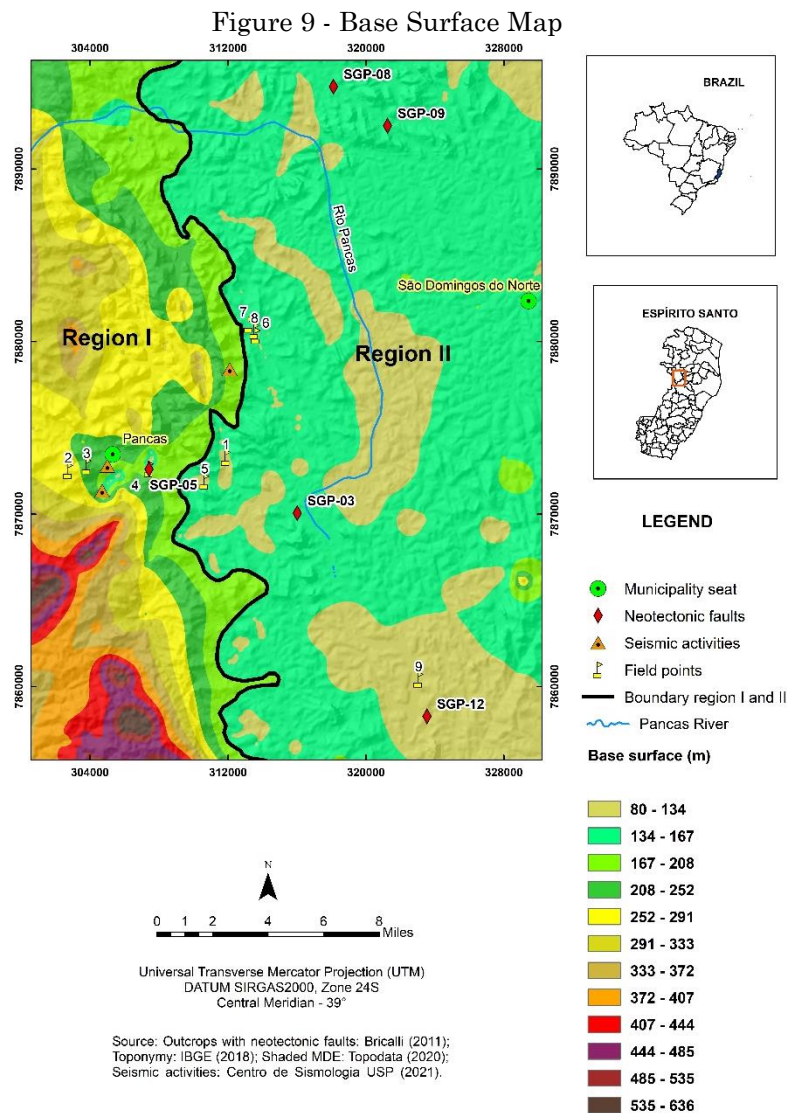 Figure 9 - Base Surface Map
304000 312000 320000 328000
7890000
7880000
7870000
7860000
7890000
7880000
7870000
7860000
SGP-08
SGP-09
Rio Pancas
São Domingos do Norte
7
8
6
Region I
Region II
Pancas
2
3
4
SGP-05
5
1
SGP-03
9
SGP-12
304000 312000 320000 328000
BRAZIL
ESPÍRITO SANTO
LEGEND
Municipality seat
Neotectonic faults
Seismic activities
Field points
Boundary region I and II
Pancas River
Base surface (m)
80 - 134
134 - 167
167 - 208
208 - 252
252 - 291
291 - 333
333 - 372
372 - 407
407 - 444
444 - 485
485 - 535
535 - 636
N
0 1 2 4 6 8
Miles
Universal Transverse Mercator Projection (UTM)
DATUM SIRGAS2000, Zone 24S
Central Meridian - 39°
Source: Outcrops with neotectonic faults: Bricalli (2011);
Toponymy: IBGE (2018); Shaded MDE: Topodata (2020);
Seismic activities: Centro de Sismologia USP (2021).